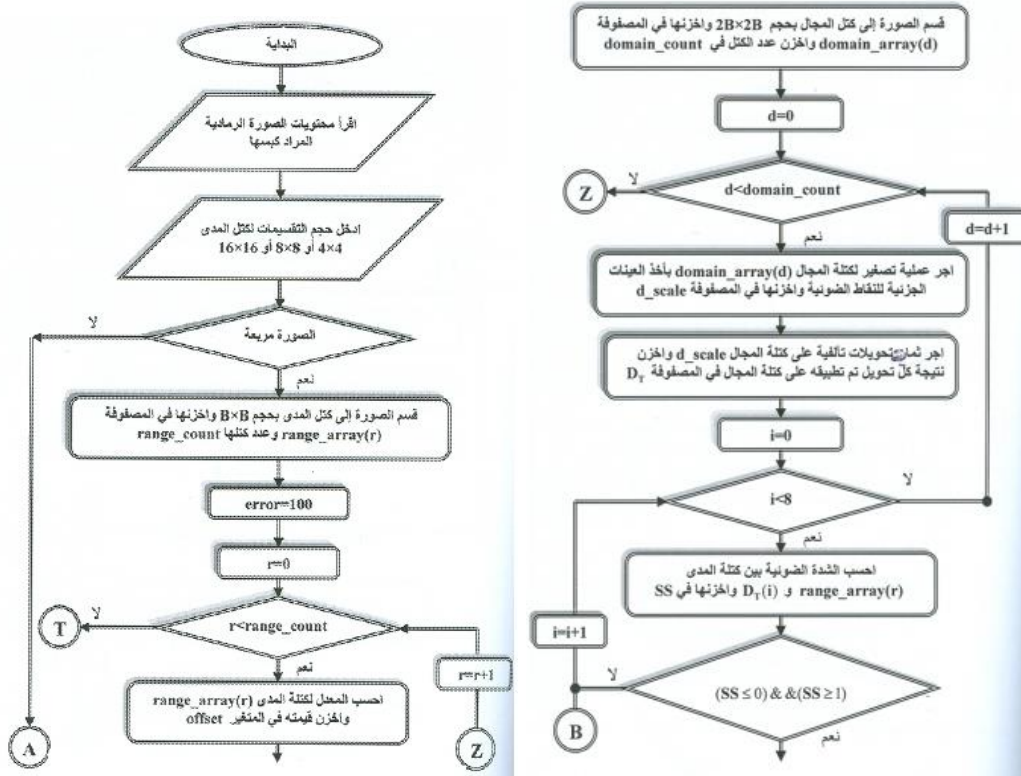 البداية
اقرأ محتويات الصورة الرمادية
المراد كبسها
ادخل حجم التقسيمات لكتل المدى
4×4 أو 8×8 أو 16×16
الصورة مربعة
لا
نعم
قسم الصورة إلى كتل المدى بحجم B×B واخزنها في المصفوفة
range_array(r) وعدد كتلها range_count
error=100
r=0
r<range_count
لا
T
نعم
r=r+1
احسب المعدل لكتلة المدى range_array(r)
واخزن قيمته في المتغير offset
A
Z
قسم الصورة إلى كتل المجال بحجم 2B×2B واخزنها في المصفوفة
domain_array(d) واخزن عدد الكتل في domain_count
d=0
d<domain_count
لا
Z
نعم
d=d+1
اجر عملية تصغير لكتلة المجال domain_array(d) بأخذ العينات
الجزئية للنقاط الضوئية واخزنها في المصفوفة d_scale
اجر ثمان تحويلات تألفية على كتلة المجال d_scale واخزن
نتيجة كل تحويل تم تطبيقه على كتلة المجال في المصفوفة D_T
i=0
i<8
لا
نعم
احسب الشدة الضوئية بين كتلة المدى
range_array(r) و D_T(i) واخزنها في SS
i=i+1
(SS ≤ 0) & &(SS ≥ 1)
لا
B
نعم